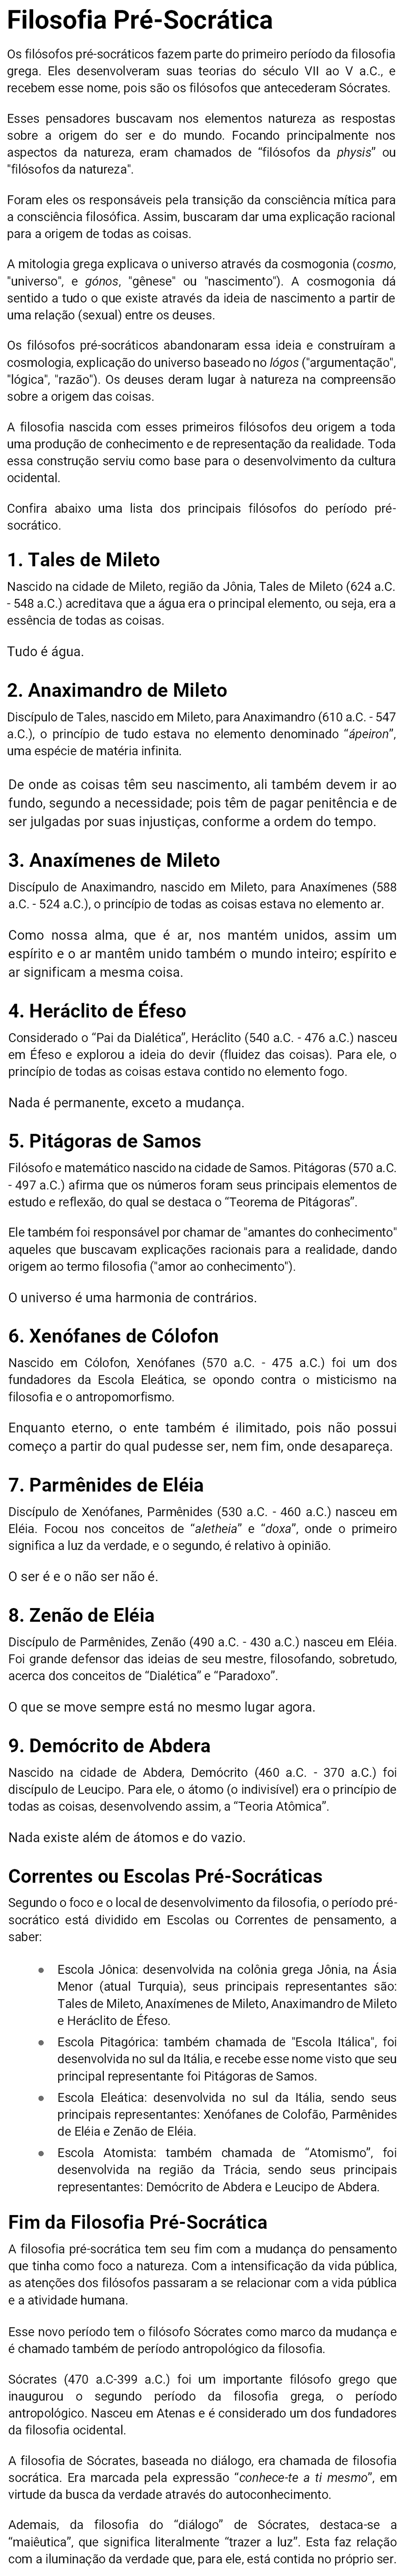 Filosofia Pré-Socrática
Os filósofos pré-socráticos fazem parte do primeiro período da filosofia
grega. Eles desenvolveram suas teorias do século VII ao V a.C., e
recebem esse nome, pois são os filósofos que antecederam Sócrates.
Esses pensadores buscavam nos elementos natureza as respostas
sobre a origem do ser e do mundo. Focando principalmente nos
aspectos da natureza, eram chamados de “filósofos da physis” ou
"filósofos da natureza".
Foram eles os responsáveis pela transição da consciência mítica para
a consciência filosófica. Assim, buscaram dar uma explicação racional
para a origem de todas as coisas.
A mitologia grega explicava o universo através da cosmogonia (cosmo,
"universo", e gónos, "gênese" ou "nascimento"). A cosmogonia dá
sentido a tudo o que existe através da ideia de nascimento a partir de
uma relação (sexual) entre os deuses.
Os filósofos pré-socráticos abandonaram essa ideia e construíram a
cosmologia, explicação do universo baseado no lógos ("argumentação",
"lógica", "razão"). Os deuses deram lugar à natureza na compreensão
sobre a origem das coisas.
A filosofia nascida com esses primeiros filósofos deu origem a toda
uma produção de conhecimento e de representação da realidade. Toda
essa construção serviu como base para o desenvolvimento da cultura
ocidental.
Confira abaixo uma lista dos principais filósofos do período pré-
socrático.
1. Tales de Mileto
Nascido na cidade de Mileto, região da Jônia, Tales de Mileto (624 a.C.
- 548 a.C.) acreditava que a água era o principal elemento, ou seja, era a
essência de todas as coisas.
Tudo é água.
2. Anaximandro de Mileto
Discípulo de Tales, nascido em Mileto, para Anaximandro (610 a.C. - 547
a.C.), o princípio de tudo estava no elemento denominado “ápeiron”,
uma espécie de matéria infinita.
De onde as coisas têm seu nascimento, ali também devem ir ao
fundo, segundo a necessidade; pois têm de pagar penitência e de
ser julgadas por suas injustiças, conforme a ordem do tempo.
3. Anaxímenes de Mileto
Discípulo de Anaximandro, nascido em Mileto, para Anaxímenes (588
a.C. - 524 a.C.), o princípio de todas as coisas estava no elemento ar.
Como nossa alma, que é ar, nos mantém unidos, assim um
espírito e o ar mantêm unido também o mundo inteiro; espírito e
ar significam a mesma coisa.
4. Heráclito de Éfeso
Considerado o “Pai da Dialética”, Heráclito (540 a.C. - 476 a.C.) nasceu
em Éfeso e explorou a ideia do devir (fluidez das coisas). Para ele, o
princípio de todas as coisas estava contido no elemento fogo.
Nada é permanente, exceto a mudança.
5. Pitágoras de Samos
Filósofo e matemático nascido na cidade de Samos. Pitágoras (570 a.C.
- 497 a.C.) afirma que os números foram seus principais elementos de
estudo e reflexão, do qual se destaca o “Teorema de Pitágoras”.
Ele também foi responsável por chamar de "amantes do conhecimento"
aqueles que buscavam explicações racionais para a realidade, dando
origem ao termo filosofia ("amor ao conhecimento").
O universo é uma harmonia de contrários.
6. Xenófanes de Cólofon
Nascido em Cólofon, Xenófanes (570 a.C. - 475 a.C.) foi um dos
fundadores da Escola Eleática, se opondo contra o misticismo na
filosofia e o antropomorfismo.
Enquanto eterno, o ente também é ilimitado, pois não possui
começo a partir do qual pudesse ser, nem fim, onde desapareça.
7. Parmênides de Eléia
Discípulo de Xenófanes, Parmênides (530 a.C. - 460 a.C.) nasceu em
Eléia. Focou nos conceitos de “aletheia” e “doxa”, onde o primeiro
significa a luz da verdade, e o segundo, é relativo à opinião.
O ser é e o não ser não é.
8. Zenão de Eléia
Discípulo de Parmênides, Zenão (490 a.C. - 430 a.C.) nasceu em Eléia.
Foi grande defensor das ideias de seu mestre, filosofando, sobretudo,
acerca dos conceitos de “Dialética” e “Paradoxo”.
O que se move sempre está no mesmo lugar agora.
9. Demócrito de Abdera
Nascido na cidade de Abdera, Demócrito (460 a.C. - 370 a.C.) foi
discípulo de Leucipo. Para ele, o átomo (o indivisível) era o princípio de
todas as coisas, desenvolvendo assim, a “Teoria Atômica”.
Nada existe além de átomos e do vazio.
Correntes ou Escolas Pré-Socráticas
Segundo o foco e o local de desenvolvimento da filosofia, o período pré-
socrático está dividido em Escolas ou Correntes de pensamento, a
saber:
● Escola Jônica: desenvolvida na colônia grega Jônia, na Ásia
Menor (atual Turquia), seus principais representantes são:
Tales de Mileto, Anaxímenes de Mileto, Anaximandro de Mileto
e Heráclito de Éfeso.
● Escola Pitagórica: também chamada de "Escola Itálica", foi
desenvolvida no sul da Itália, e recebe esse nome visto que seu
principal representante foi Pitágoras de Samos.
● Escola Eleática: desenvolvida no sul da Itália, sendo seus
principais representantes: Xenófanes de Colofão, Parmênides
de Eléia e Zenão de Eléia.
● Escola Atomista: também chamada de “Atomismo”, foi
desenvolvida na região da Trácia, sendo seus principais
representantes: Demócrito de Abdera e Leucipo de Abdera.
Fim da Filosofia Pré-Socrática
A filosofia pré-socrática tem seu fim com a mudança do pensamento
que tinha como foco a natureza. Com a intensificação da vida pública,
as atenções dos filósofos passaram a se relacionar com a vida pública
e a atividade humana.
Esse novo período tem o filósofo Sócrates como marco da mudança e
é chamado também de período antropológico da filosofia.
Sócrates (470 a.C-399 a.C.) foi um importante filósofo grego que
inaugurou o segundo período da filosofia grega, o período
antropológico. Nasceu em Atenas e é considerado um dos fundadores
da filosofia ocidental.
A filosofia de Sócrates, baseada no diálogo, era chamada de filosofia
socrática. Era marcada pela expressão “conhece-te a ti mesmo”, em
virtude da busca da verdade através do autoconhecimento.
Ademais, da filosofia do “diálogo” de Sócrates, destaca-se a
“maiêutica”, que significa literalmente “trazer a luz”. Esta faz relação
com a iluminação da verdade que, para ele, está contida no próprio ser.